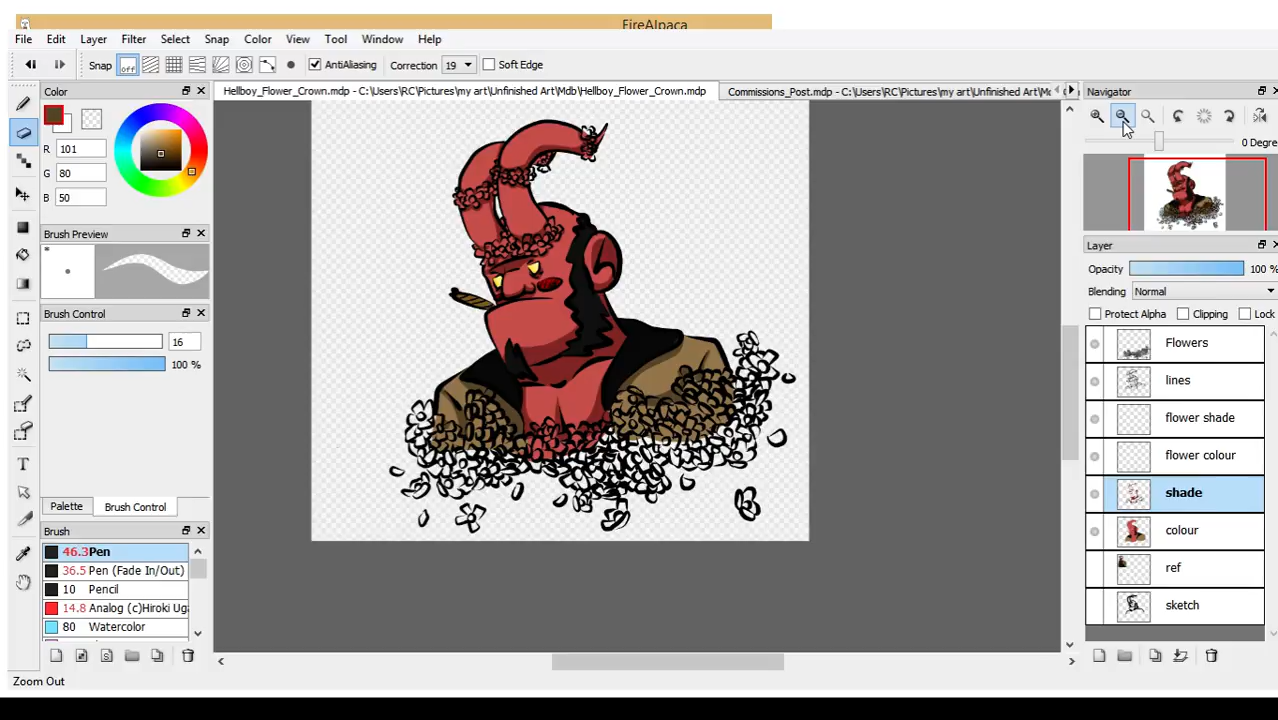 FireAlpaca
File Edit Layer Filter Select Snap Color View Tool Window Help
Snap off AntiAliasing Correction 19 Soft Edge
Color
Hellboy_Flower_Crown.mdp - C:\Users\RC\Pictures\my art\Unfinished Art\Mdb\Hellboy_Flower_Crown.mdp
Commissions_Post.mdp - C:\Users\RC\Pictures\my art\Unfinished Art\Mc
Navigator
R 101
G 80
B 50
0 Degre
Brush Preview
*
Layer
Opacity 100 %
Blending Normal
Brush Control
Protect Alpha Clipping Lock
16
100 %
Flowers
lines
flower shade
flower colour
shade
colour
ref
sketch
T
Palette Brush Control
Brush
46.3 Pen
36.5 Pen (Fade In/Out)
10 Pencil
14.8 Analog (c)Hiroki Ug
80 Watercolor
Zoom Out